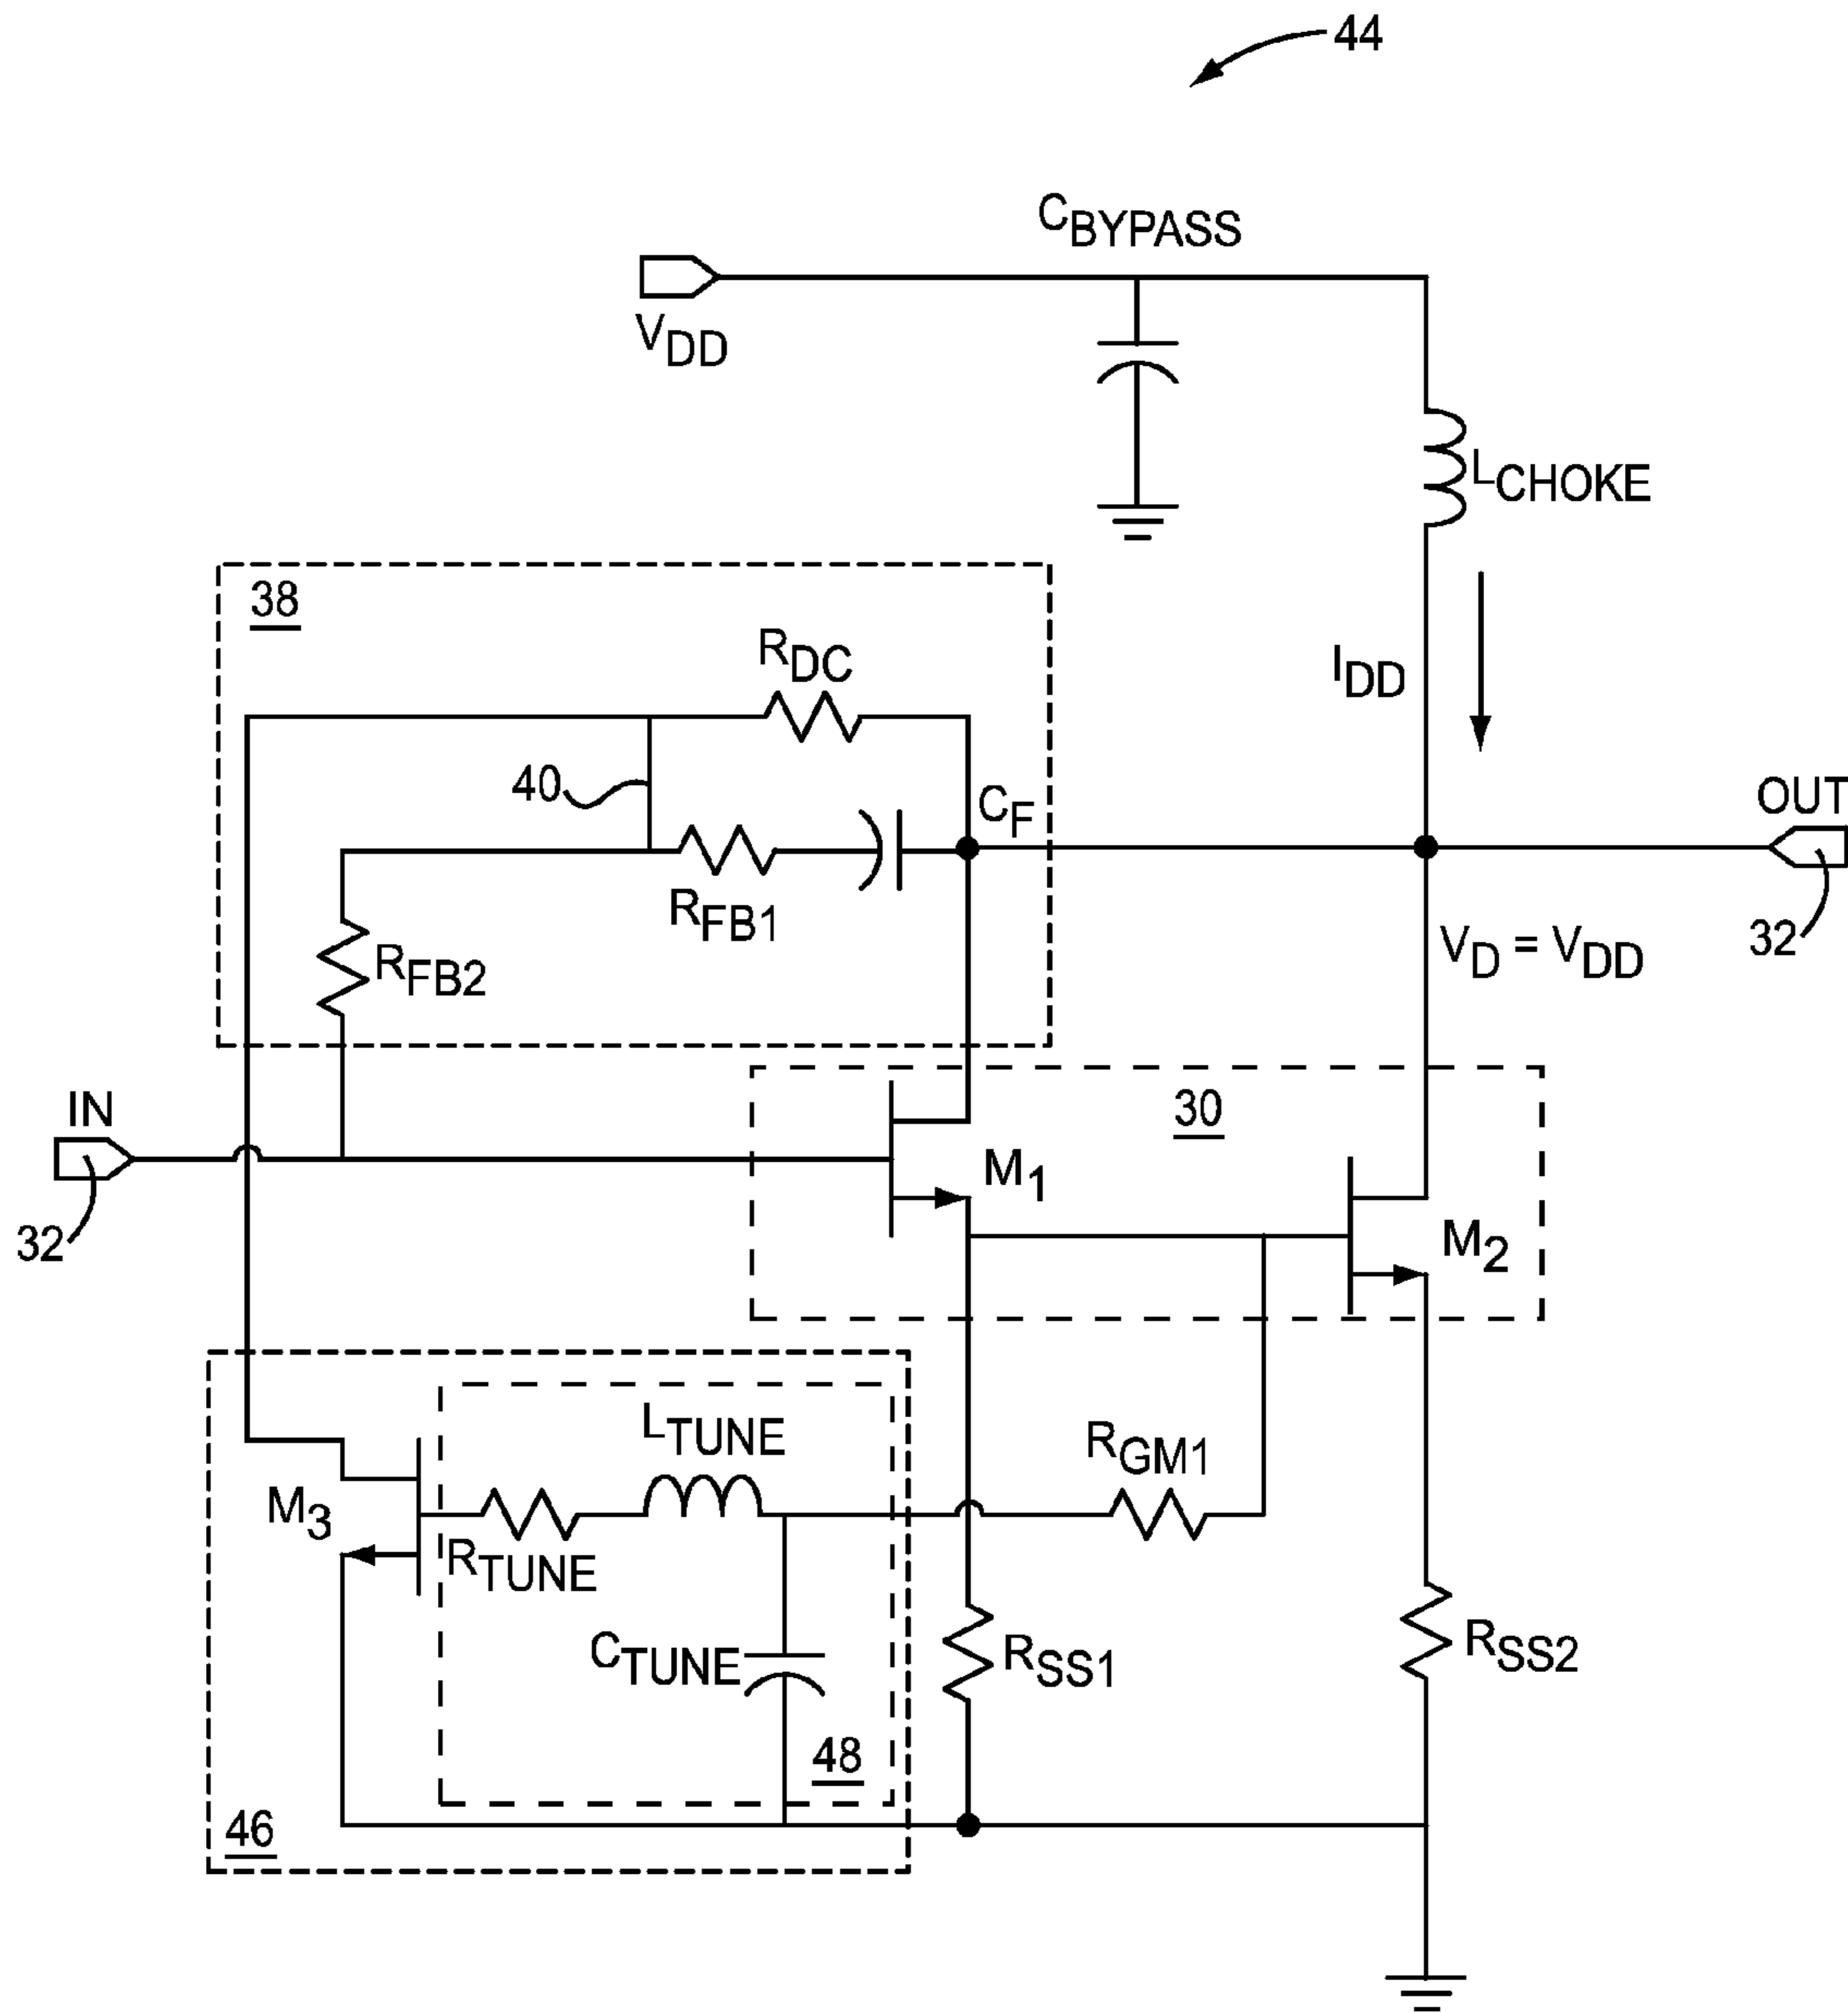 44
CBYPASS
VDD
LCHOKE
38
RDC
IDD
40
CF
OUT
RFB1
32
RFB2
VD = VDD
IN
30
M1
32
M2
LTUNE
RGM1
M3
RTUNE
CTUNE
RSS1
RSS2
48
46